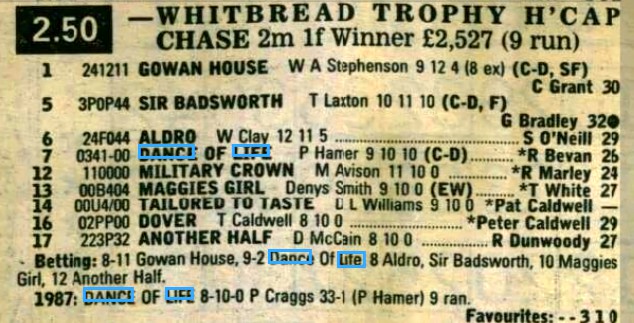 2.50 —WHITBREAD TROPHY H'CAP
CHASE 2m 1f Winner £2,527 (9 run)
1 241211 GOWAN HOUSE W A Stephenson 9 12 4 (8 ex) (C-D, SF)
C Grant 30
5 3P0P44 SIR BADSWORTH T Laxton 10 11 10 (C-D, F)
G Bradley 32●
6 24F044 ALDRO W Clay 12 11 5 .......................... S O'Neill 29
7 0341-00 DANCE OF LIFE P Hamer 9 10 10 (C-D) ............ *R Bevan 26
12 110000 MILITARY CROWN M Avison 11 10 0 .............. *R Marley 24
13 00B404 MAGGIES GIRL Denys Smith 9 10 0 (EW) ...... *T White 27
14 00U4/00 TAILORED TO TASTE D L Williams 9 10 0 *Pat Caldwell —
16 02PP00 DOVER T Caldwell 8 10 0 ...................... *Peter Caldwell 29
17 223P32 ANOTHER HALF D McCain 8 10 0 .............. R Dunwoody 27
Betting: 8-11 Gowan House, 9-2 Dance Of Life 8 Aldro, Sir Badsworth, 10 Maggies
Girl, 12 Another Half.
1987: DANCE OF LIFE 8-10-0 P Craggs 33-1 (P Hamer) 9 ran.
Favourites: - - 3 1 0